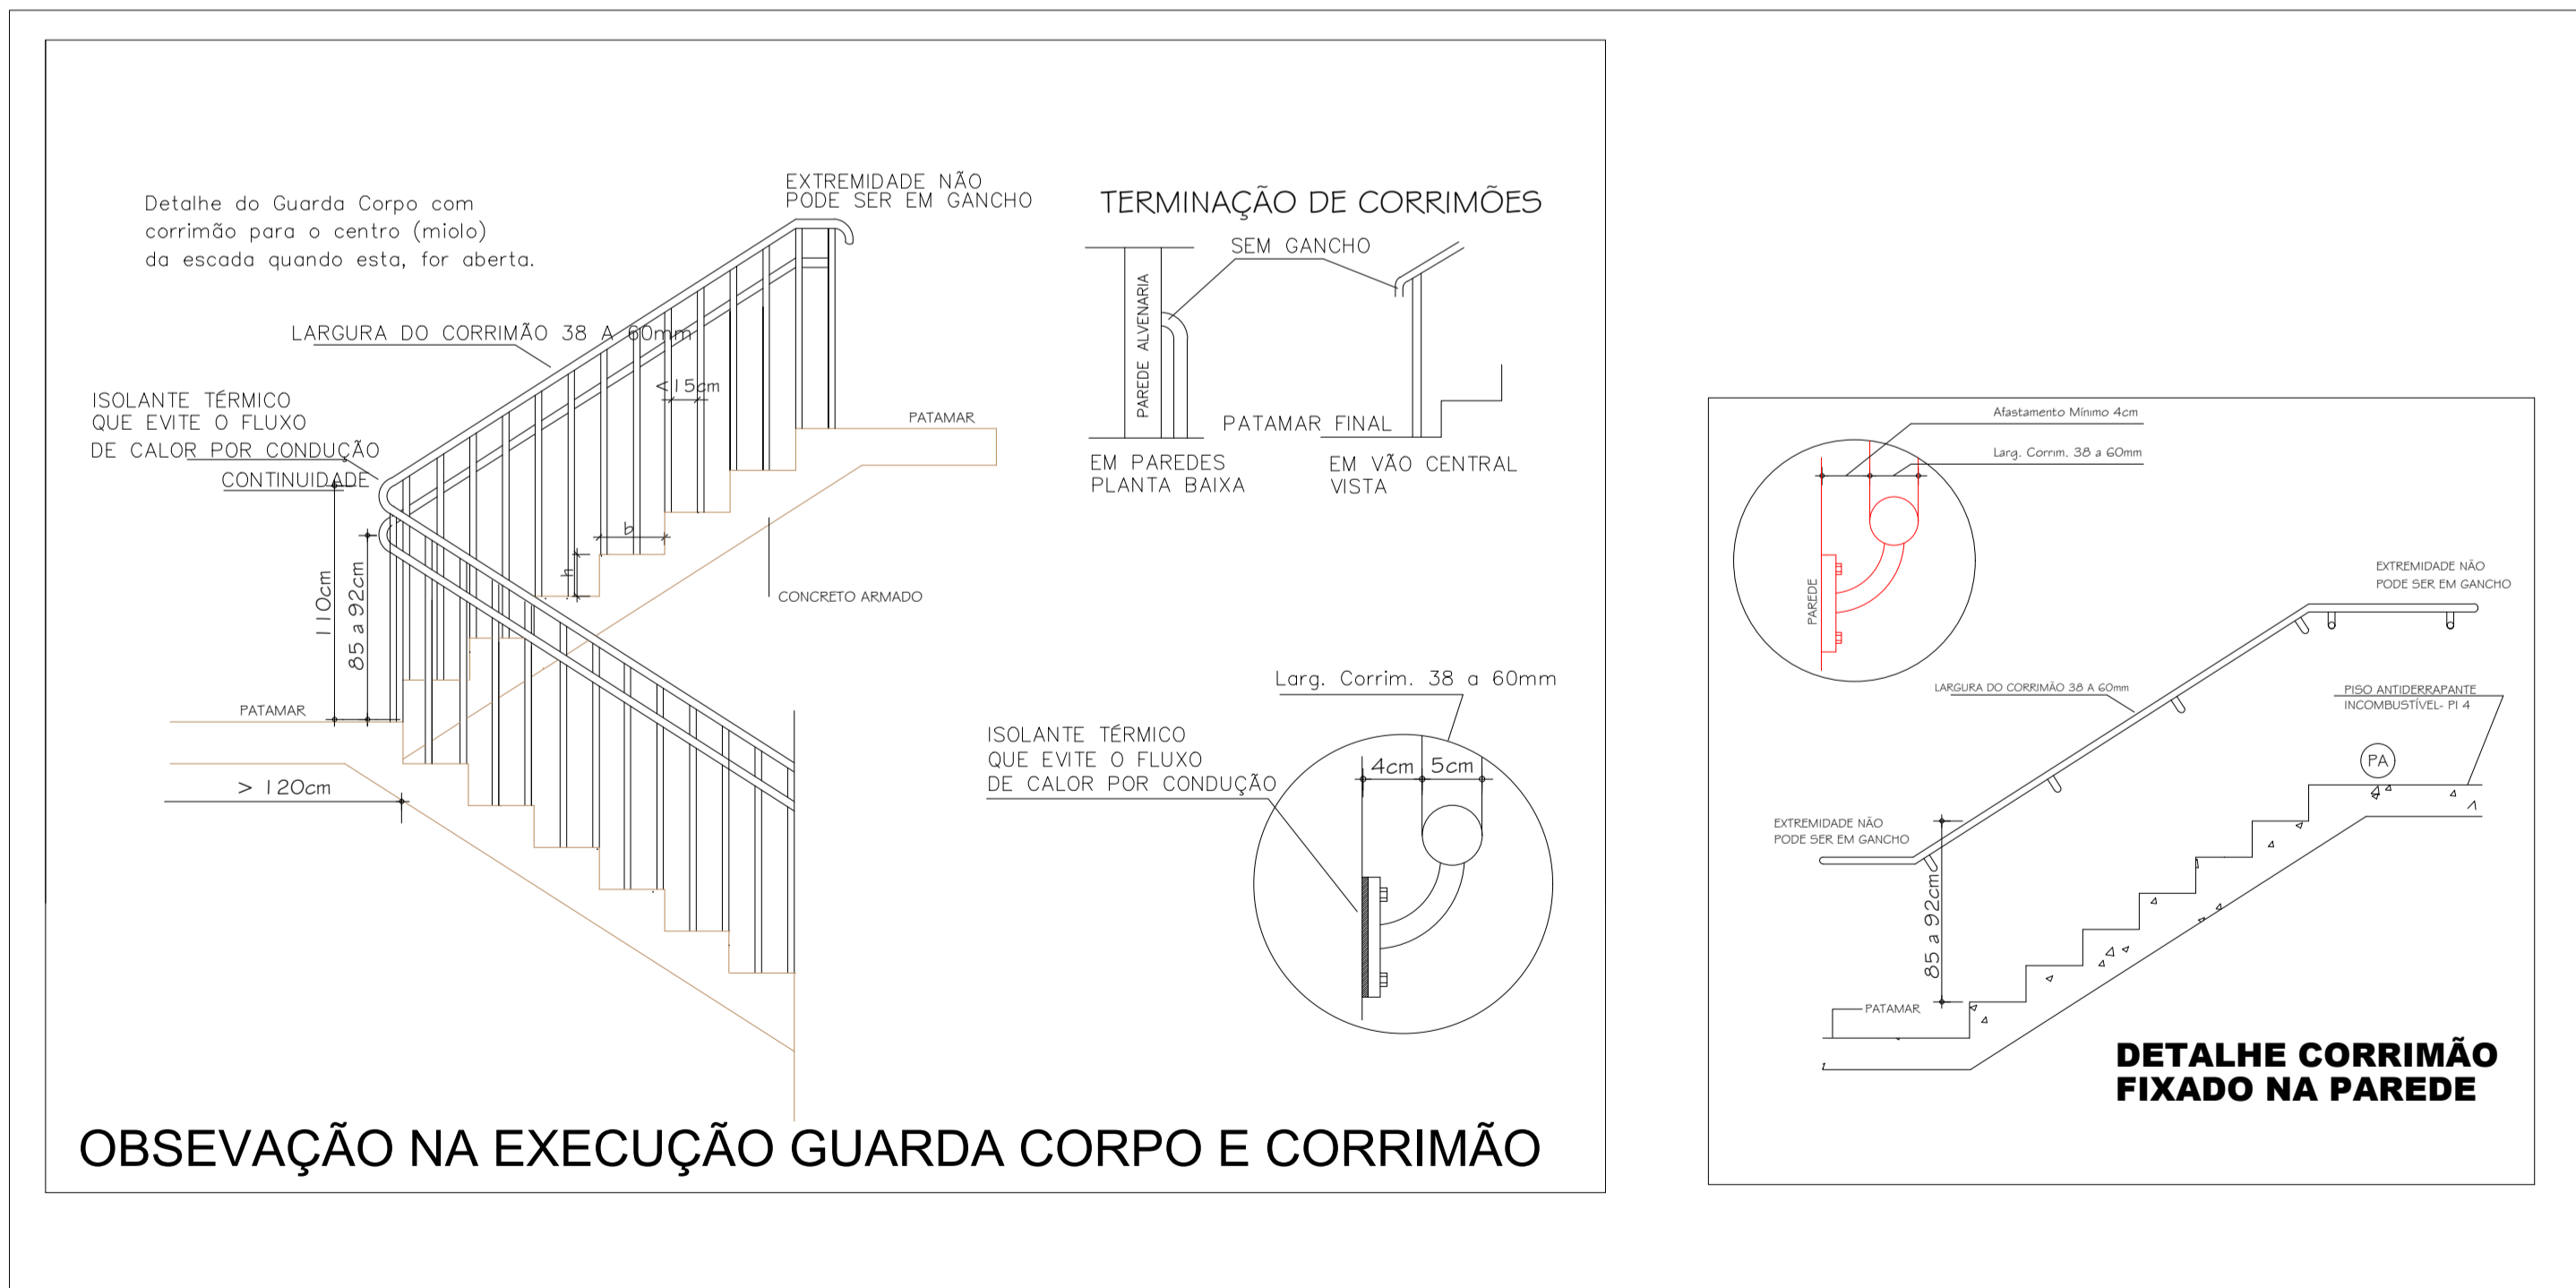 Detalhe do Guarda Corpo com
corrimão para o centro (miolo)
da escada quando esta, for aberta.
EXTREMIDADE NÃO
PODE SER EM GANCHO
LARGURA DO CORRIMÃO 38 A 60mm
ISOLANTE TÉRMICO
QUE EVITE O FLUXO
DE CALOR POR CONDUÇÃO
CONTINUIDADE
<15cm
PATAMAR
b
h
110cm
85 a 92cm
CONCRETO ARMADO
PATAMAR
> 120cm
TERMINAÇÃO DE CORRIMÕES
SEM GANCHO
PAREDE ALVENARIA
PATAMAR FINAL
EM PAREDES
PLANTA BAIXA
EM VÃO CENTRAL
VISTA
Larg. Corrim. 38 a 60mm
ISOLANTE TÉRMICO
QUE EVITE O FLUXO
DE CALOR POR CONDUÇÃO
4cm
5cm
OBSEVAÇÃO NA EXECUÇÃO GUARDA CORPO E CORRIMÃO
Afastamento Mínimo 4cm
Larg. Corrim. 38 a 60mm
PAREDE
EXTREMIDADE NÃO
PODE SER EM GANCHO
LARGURA DO CORRIMÃO 38 A 60mm
PISO ANTIDERRAPANTE
INCOMBUSTÍVEL- PI 4
PA
EXTREMIDADE NÃO
PODE SER EM GANCHO
85 a 92cm
PATAMAR
DETALHE CORRIMÃO
FIXADO NA PAREDE